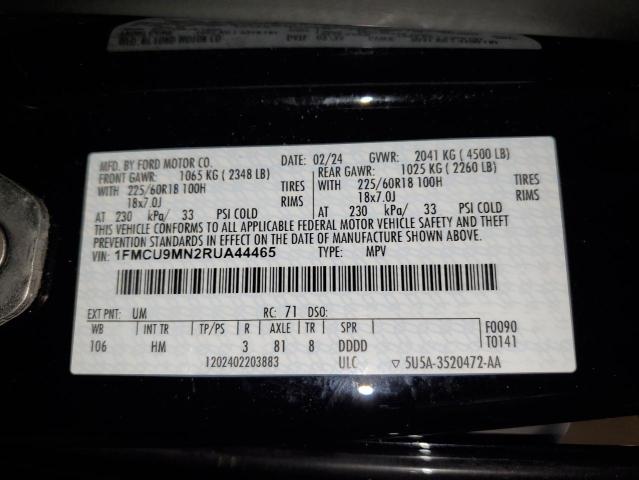 MFD. BY FORD MOTOR CO. DATE: 02/24 GVWR: 2041 KG ( 4500 LB)
FRONT GAWR: 1065 KG ( 2348 LB) REAR GAWR: 1025 KG ( 2260 LB)
WITH 225/60R18 100H TIRES WITH 225/60R18 100H TIRES
18x7.0J RIMS 18x7.0J RIMS
AT 230 kPa/ 33 PSI COLD AT 230 kPa/ 33 PSI COLD
THIS VEHICLE CONFORMS TO ALL APPLICABLE FEDERAL MOTOR VEHICLE SAFETY AND THEFT
PREVENTION STANDARDS IN EFFECT ON THE DATE OF MANUFACTURE SHOWN ABOVE.
VIN: 1FMCU9MN2RUA44465 TYPE: MPV
EXT PNT: UM RC: 71 DSO:
WB INT TR TP/PS R AXLE TR SPR F0090
106 HM 3 81 8 DDDD T0141
1202402203883 ULC ▽ 5U5A-3520472-AA